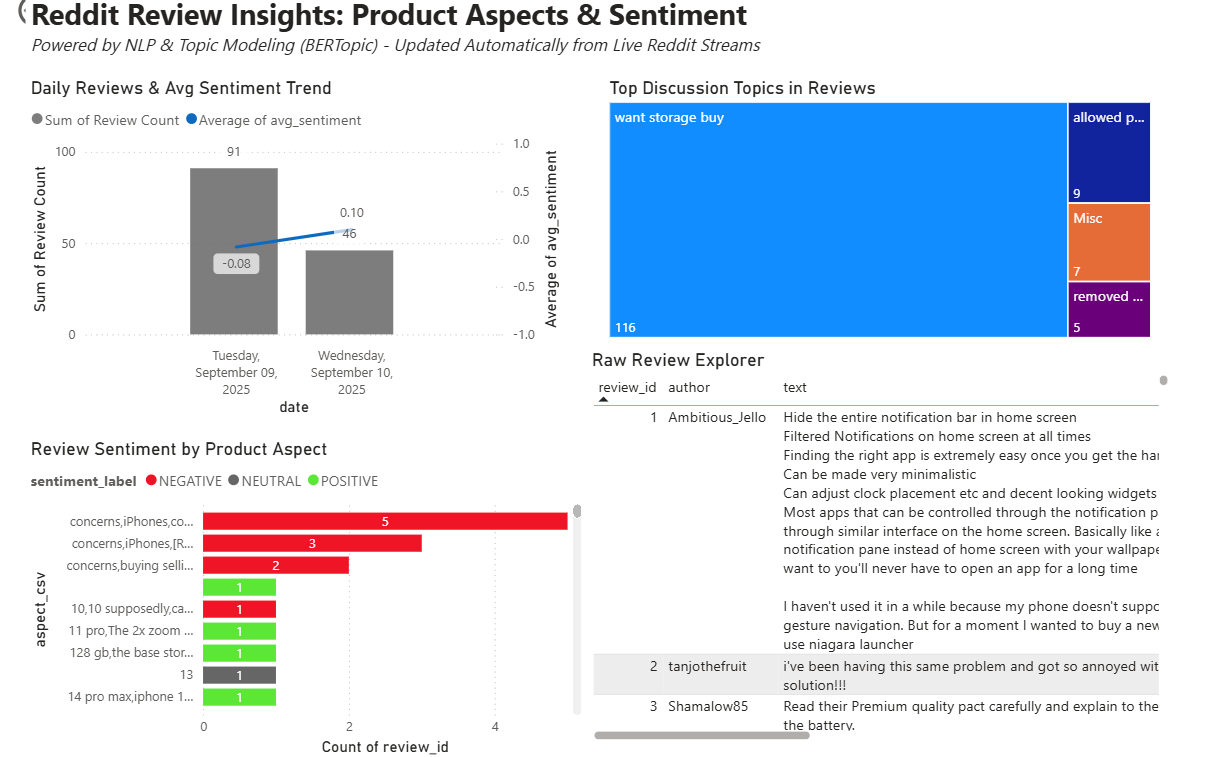 Reddit Review Insights: Product Aspects & Sentiment
Powered by NLP & Topic Modeling (BERTopic) - Updated Automatically from Live Reddit Streams
Daily Reviews & Avg Sentiment Trend
Sum of Review Count Average of avg_sentiment
Sum of Review Count
100
50
0
91
46
-0.08
0.10
1.0
0.5
0.0
-0.5
-1.0
Average of avg_sentiment
Tuesday,
September 09,
2025
Wednesday,
September 10,
2025
date
Review Sentiment by Product Aspect
sentiment_label NEGATIVE NEUTRAL POSITIVE
aspect_csv
concerns,iPhones,co... 5
concerns,iPhones,[R... 3
concerns,buying selli... 2
1
10,10 supposedly,ca... 1
11 pro,The 2x zoom ... 1
128 gb,the base stor... 1
13 1
14 pro max,iphone 1... 1
0 2 4
Count of review_id
Top Discussion Topics in Reviews
want storage buy
116
allowed p...
9
Misc
7
removed ...
5
Raw Review Explorer
review_id author text
1 Ambitious_Jello Hide the entire notification bar in home screen
Filtered Notifications on home screen at all times
Finding the right app is extremely easy once you get the har
Can be made very minimalistic
Can adjust clock placement etc and decent looking widgets
Most apps that can be controlled through the notification p
through similar interface on the home screen. Basically like a
notification pane instead of home screen with your wallpape
want to you'll never have to open an app for a long time
I haven't used it in a while because my phone doesn't suppo
gesture navigation. But for a moment I wanted to buy a new
use niagara launcher
2 tanjothefruit i've been having this same problem and got so annoyed wit
solution!!!
3 Shamalow85 Read their Premium quality pact carefully and explain to the
the battery.